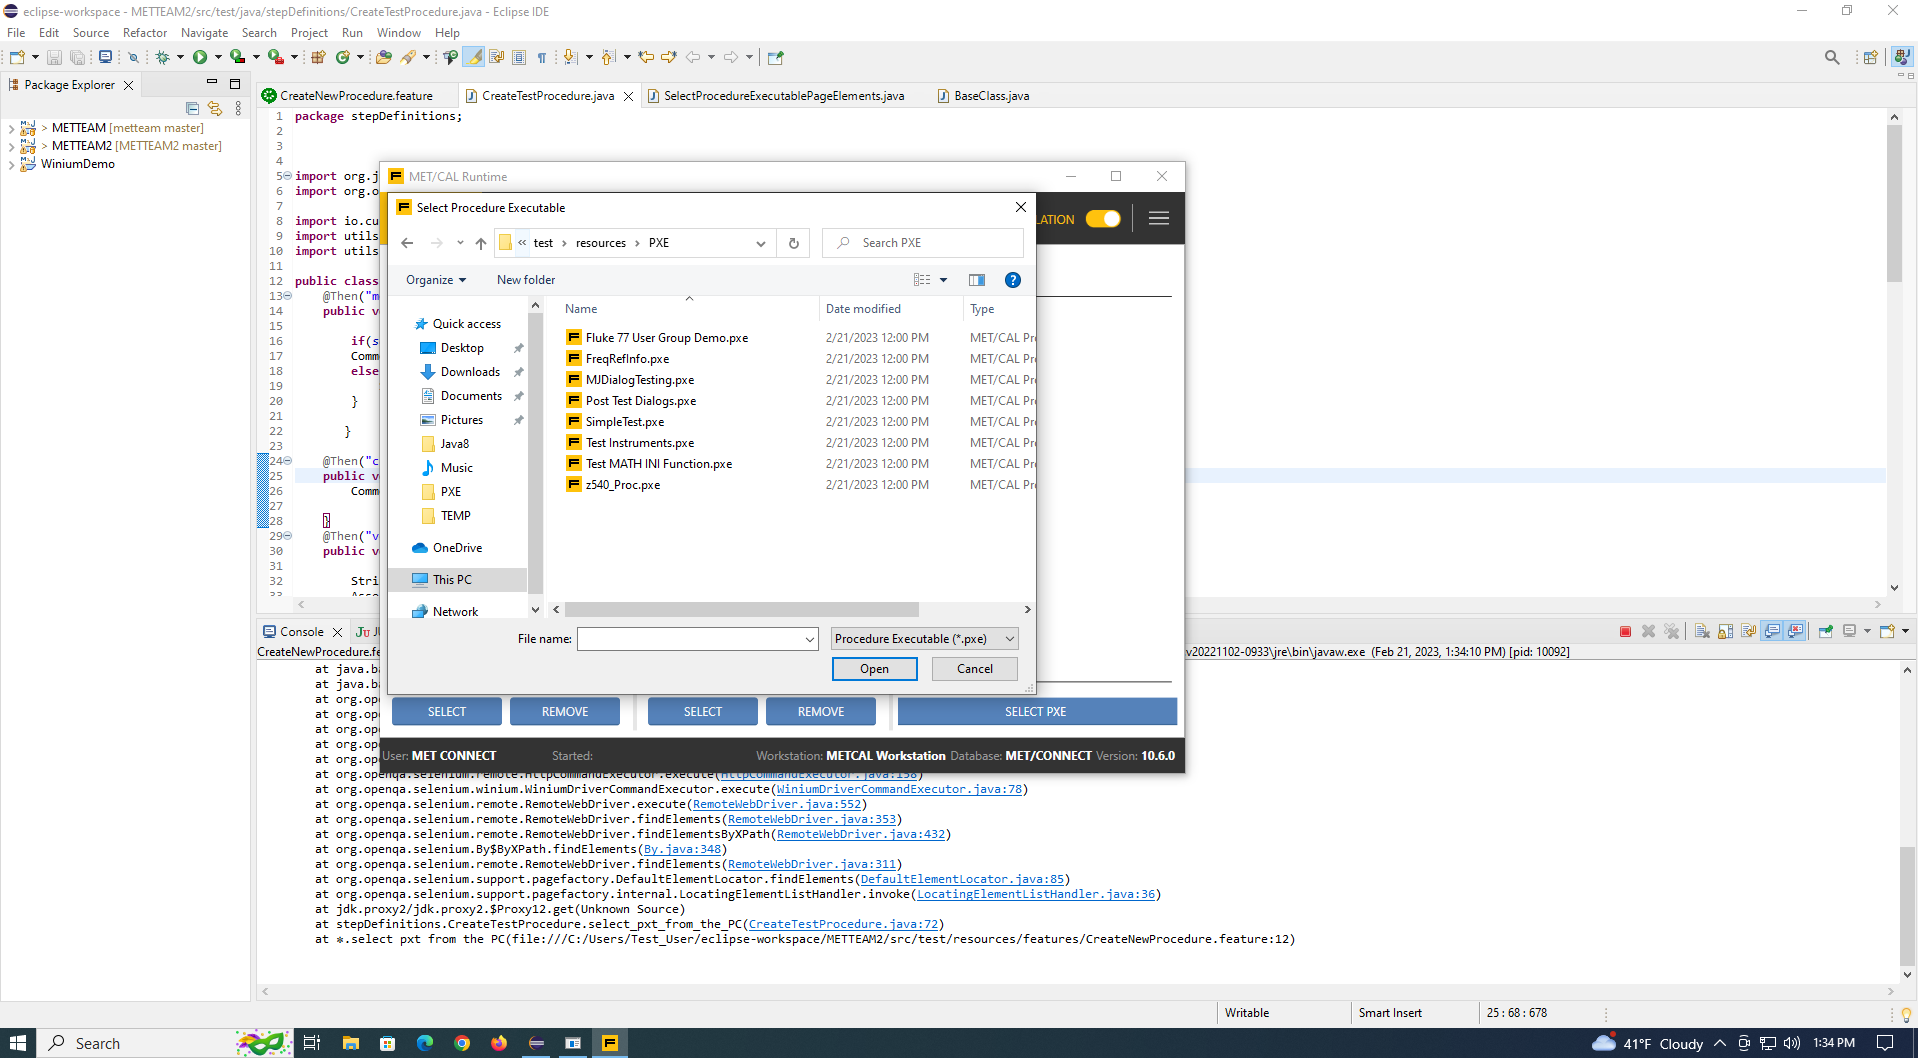 eclipse-workspace - METTEAM2/src/test/java/stepDefinitions/CreateTestProcedure.java - Eclipse IDE
File Edit Source Refactor Navigate Search Project Run Window Help
Package Explorer
CreateNewProcedure.feature
CreateTestProcedure.java
SelectProcedureExecutablePageElements.java
BaseClass.java
> METTEAM [metteam master]
> METTEAM2 [METTEAM2 master]
WiniumDemo
1 package stepDefinitions;
2
3
4
5 import org.j
6 import org.o
7
8 import io.cu
9 import utils
10 import utils
11
12 public class
13 @Then("m
14 public v
15
16 if(s
17 Comm
18 else
19
20 }
21
22 }
23
24 @Then("c
25 public v
26 Comm
27
28 }
29 @Then("v
30 public v
31
32 Stri
33 Asse
MET/CAL Runtime
LATION
Select Procedure Executable
« test › resources › PXE
Search PXE
Organize
New folder
Name
Date modified
Type
Quick access
Desktop
Downloads
Documents
Pictures
Java8
Music
PXE
TEMP
OneDrive
This PC
Network
Fluke 77 User Group Demo.pxe 2/21/2023 12:00 PM MET/CAL Pr
FreqRefInfo.pxe 2/21/2023 12:00 PM MET/CAL Pr
MJDialogTesting.pxe 2/21/2023 12:00 PM MET/CAL Pr
Post Test Dialogs.pxe 2/21/2023 12:00 PM MET/CAL Pr
SimpleTest.pxe 2/21/2023 12:00 PM MET/CAL Pr
Test Instruments.pxe 2/21/2023 12:00 PM MET/CAL Pr
Test MATH INI Function.pxe 2/21/2023 12:00 PM MET/CAL Pr
z540_Proc.pxe 2/21/2023 12:00 PM MET/CAL Pr
File name:
Procedure Executable (*.pxe)
Open
Cancel
SELECT
REMOVE
SELECT
REMOVE
SELECT PXE
User: MET CONNECT
Started:
Workstation: METCAL Workstation Database: MET/CONNECT Version: 10.6.0
Console
JU
CreateNewProcedure.fe
v20221102-0933\jre\bin\javaw.exe (Feb 21, 2023, 1:34:10 PM) [pid: 10092]
at java.ba
at java.ba
at org.ope
at org.ope
at org.ope
at org.ope
at org.ope
at org.openqa.selenium.remote.HttpCommandExecutor.execute(HttpCommandExecutor.java:158)
at org.openqa.selenium.winium.WiniumDriverCommandExecutor.execute(WiniumDriverCommandExecutor.java:78)
at org.openqa.selenium.remote.RemoteWebDriver.execute(RemoteWebDriver.java:552)
at org.openqa.selenium.remote.RemoteWebDriver.findElements(RemoteWebDriver.java:353)
at org.openqa.selenium.remote.RemoteWebDriver.findElementsByXPath(RemoteWebDriver.java:432)
at org.openqa.selenium.By$ByXPath.findElements(By.java:348)
at org.openqa.selenium.remote.RemoteWebDriver.findElements(RemoteWebDriver.java:311)
at org.openqa.selenium.support.pagefactory.DefaultElementLocator.findElements(DefaultElementLocator.java:85)
at org.openqa.selenium.support.pagefactory.internal.LocatingElementListHandler.invoke(LocatingElementListHandler.java:36)
at jdk.proxy2/jdk.proxy2.$Proxy12.get(Unknown Source)
at stepDefinitions.CreateTestProcedure.select_pxt_from_the_PC(CreateTestProcedure.java:72)
at *.select pxt from the PC(file:///C:/Users/Test_User/eclipse-workspace/METTEAM2/src/test/resources/features/CreateNewProcedure.feature:12)
Writable
Smart Insert
25 : 68 : 678
Search
41°F Cloudy
1:34 PM